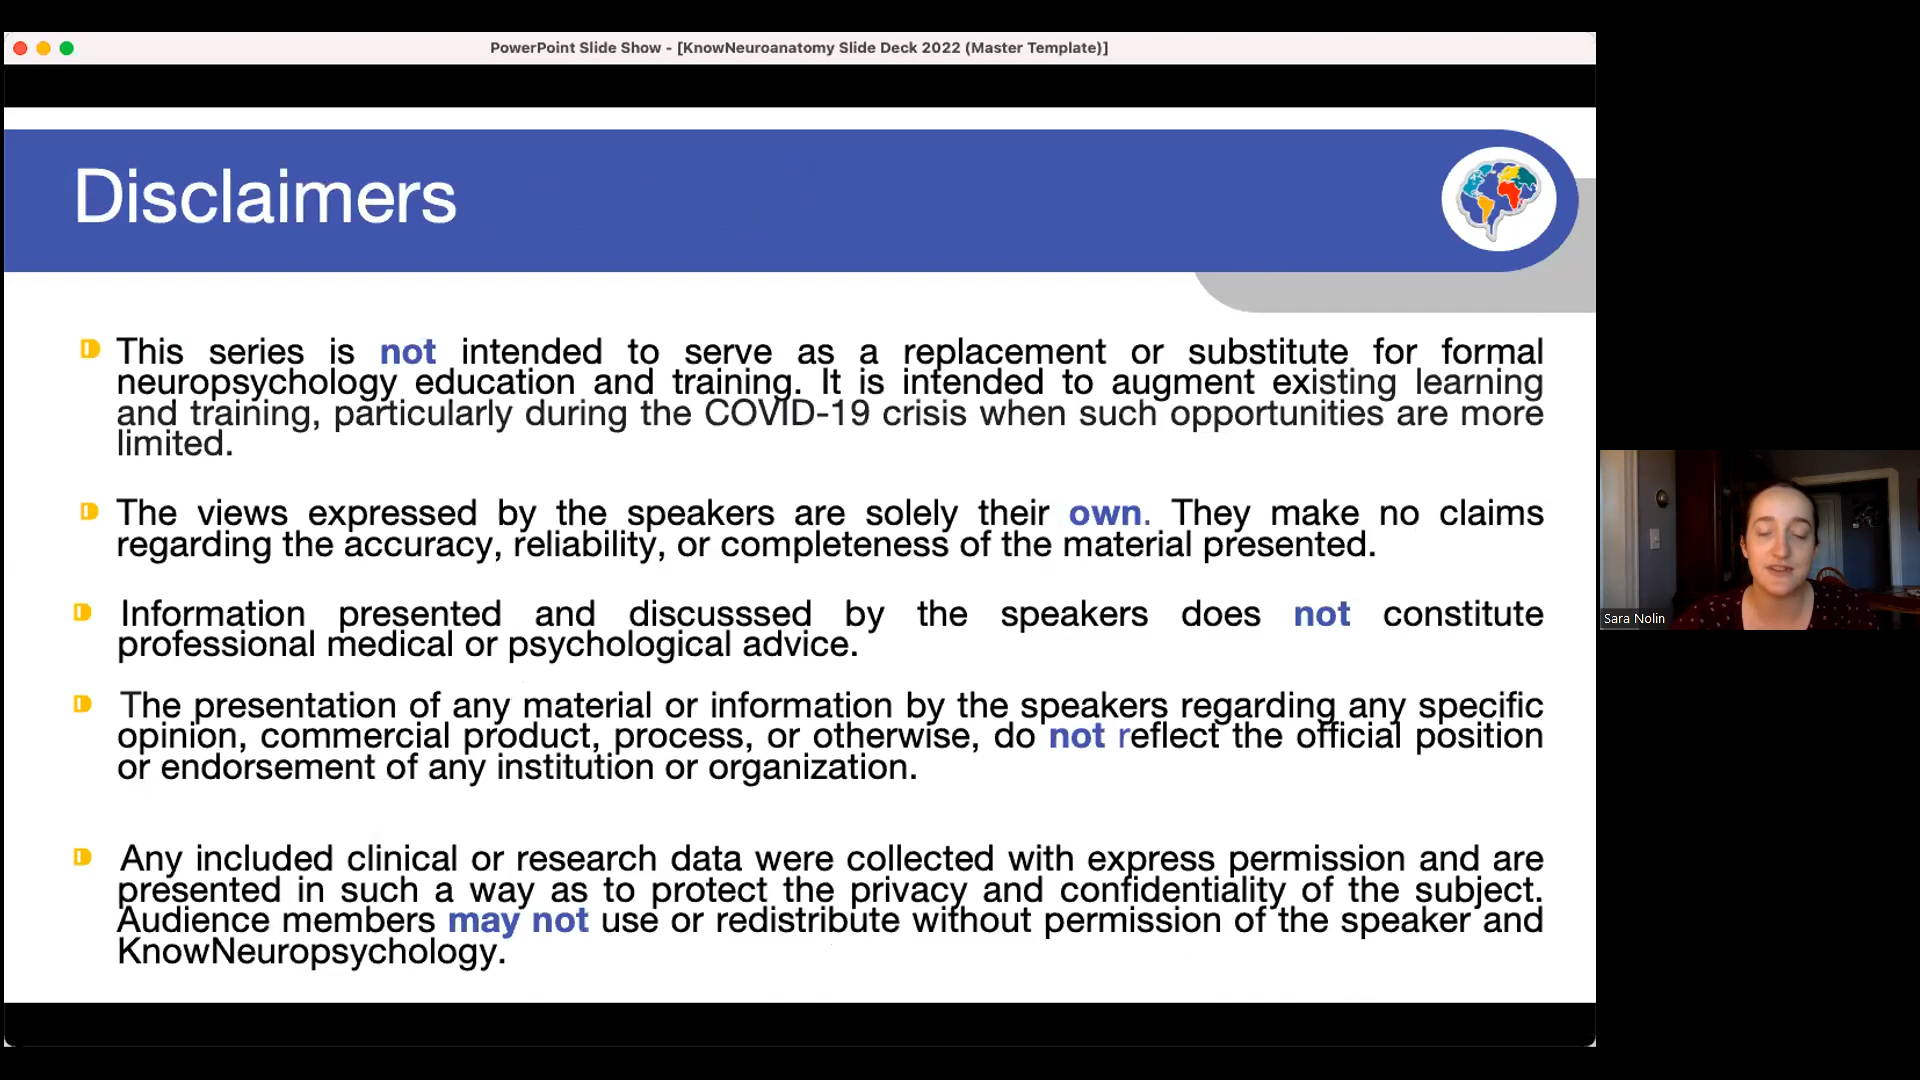 PowerPoint Slide Show - [KnowNeuroanatomy Slide Deck 2022 (Master Template)]
Disclaimers
This series is not intended to serve as a replacement or substitute for formal
neuropsychology education and training. It is intended to augment existing learning
and training, particularly during the COVID-19 crisis when such opportunities are more
limited.
The views expressed by the speakers are solely their own. They make no claims
regarding the accuracy, reliability, or completeness of the material presented.
Information presented and discusssed by the speakers does not constitute
professional medical or psychological advice.
The presentation of any material or information by the speakers regarding any specific
opinion, commercial product, process, or otherwise, do not reflect the official position
or endorsement of any institution or organization.
Any included clinical or research data were collected with express permission and are
presented in such a way as to protect the privacy and confidentiality of the subject.
Audience members may not use or redistribute without permission of the speaker and
KnowNeuropsychology.
Sara Nolin